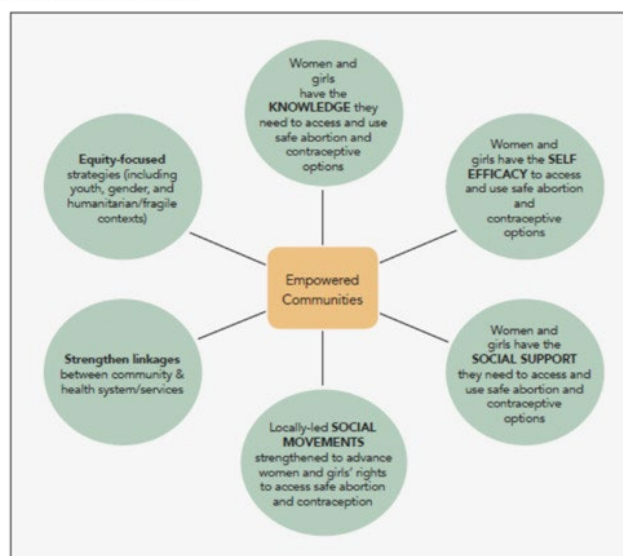 Women and
girls
have the
KNOWLEDGE they
need to access and use
safe abortion and
contraceptive
options
Women and
girls have the SELF
EFFICACY to access
and use safe abortion
and
contraceptive
options
Women and
girls have the
SOCIAL SUPPORT
they need to access and
use safe abortion and
contraceptive
options
Locally-led SOCIAL
MOVEMENTS
strengthened to advance
women and girls' rights
to access safe abortion
and contraception
Strengthen linkages
between community &
health system/services
Equity-focused
strategies (including
youth, gender, and
humanitarian/fragile
contexts)
Empowered
Communities